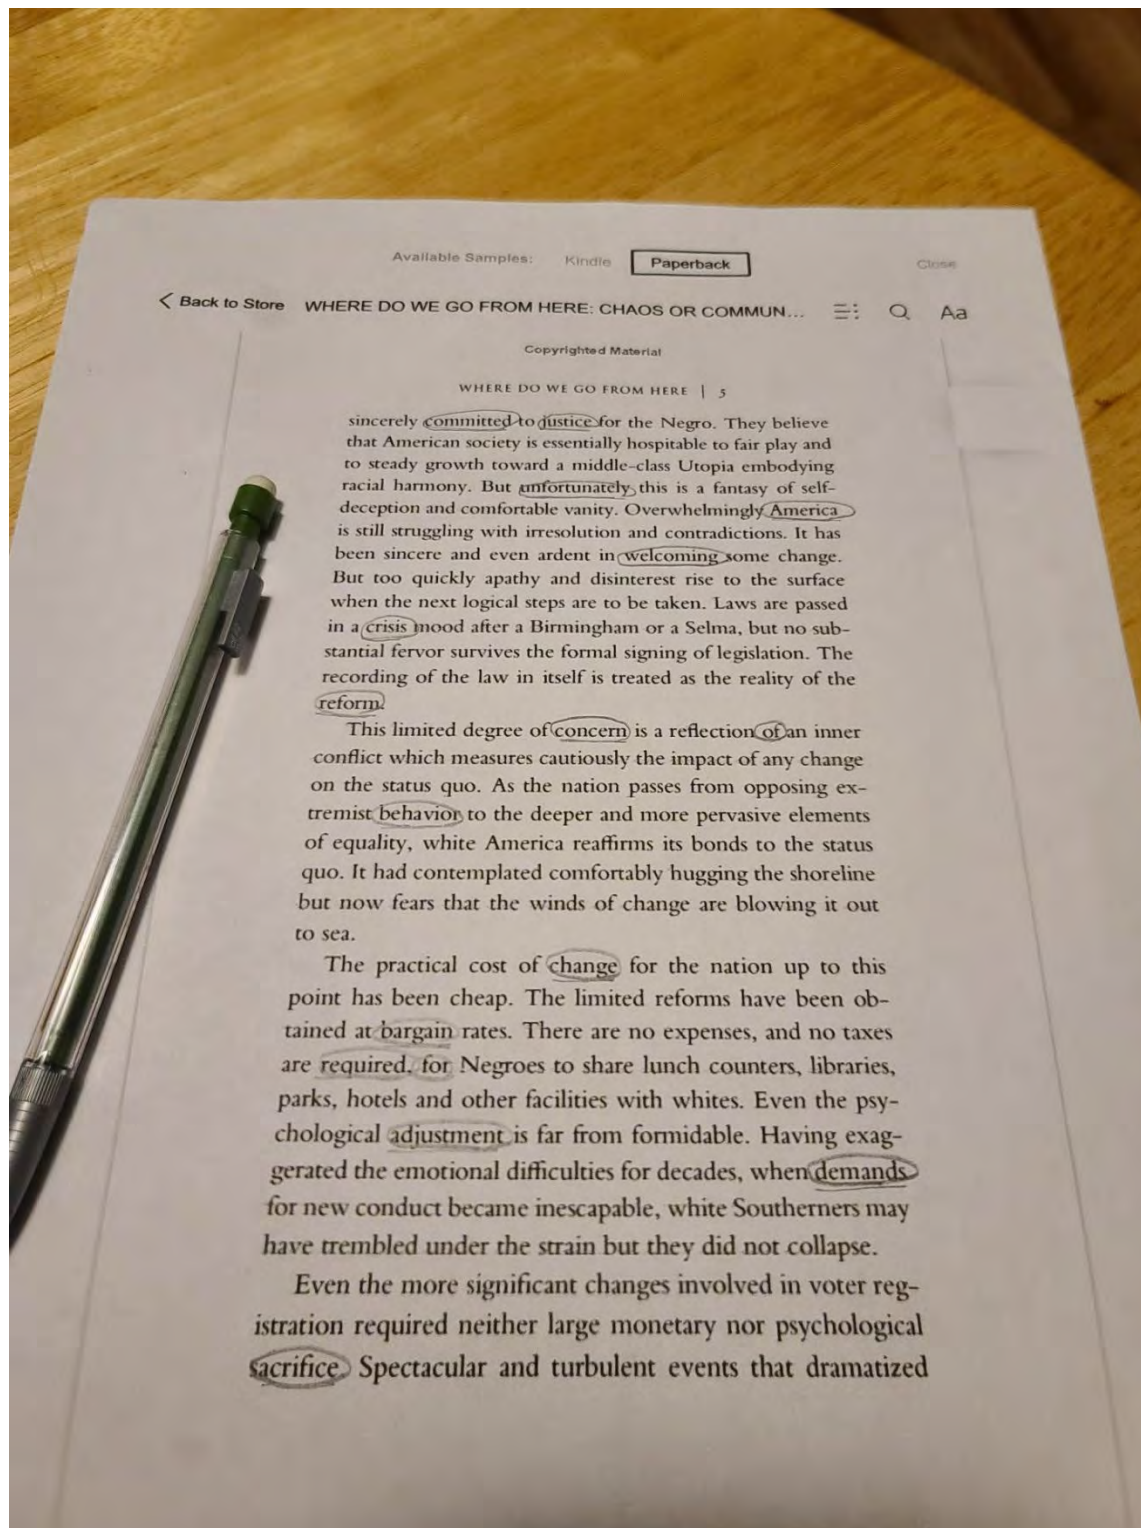 Available Samples: Kindle Paperback Close
< Back to Store WHERE DO WE GO FROM HERE: CHAOS OR COMMUN... Aa
Copyrighted Material
WHERE DO WE GO FROM HERE | 5
sincerely committed to justice for the Negro. They believe
that American society is essentially hospitable to fair play and
to steady growth toward a middle-class Utopia embodying
racial harmony. But unfortunately this is a fantasy of self-
deception and comfortable vanity. Overwhelmingly America
is still struggling with irresolution and contradictions. It has
been sincere and even ardent in welcoming some change.
But too quickly apathy and disinterest rise to the surface
when the next logical steps are to be taken. Laws are passed
in a crisis mood after a Birmingham or a Selma, but no sub-
stantial fervor survives the formal signing of legislation. The
recording of the law in itself is treated as the reality of the
reform.
This limited degree of concern is a reflection of an inner
conflict which measures cautiously the impact of any change
on the status quo. As the nation passes from opposing ex-
tremist behavior to the deeper and more pervasive elements
of equality, white America reaffirms its bonds to the status
quo. It had contemplated comfortably hugging the shoreline
but now fears that the winds of change are blowing it out
to sea.
The practical cost of change for the nation up to this
point has been cheap. The limited reforms have been ob-
tained at bargain rates. There are no expenses, and no taxes
are required, for Negroes to share lunch counters, libraries,
parks, hotels and other facilities with whites. Even the psy-
chological adjustment is far from formidable. Having exag-
gerated the emotional difficulties for decades, when demands
for new conduct became inescapable, white Southerners may
have trembled under the strain but they did not collapse.
Even the more significant changes involved in voter reg-
istration required neither large monetary nor psychological
sacrifice. Spectacular and turbulent events that dramatized